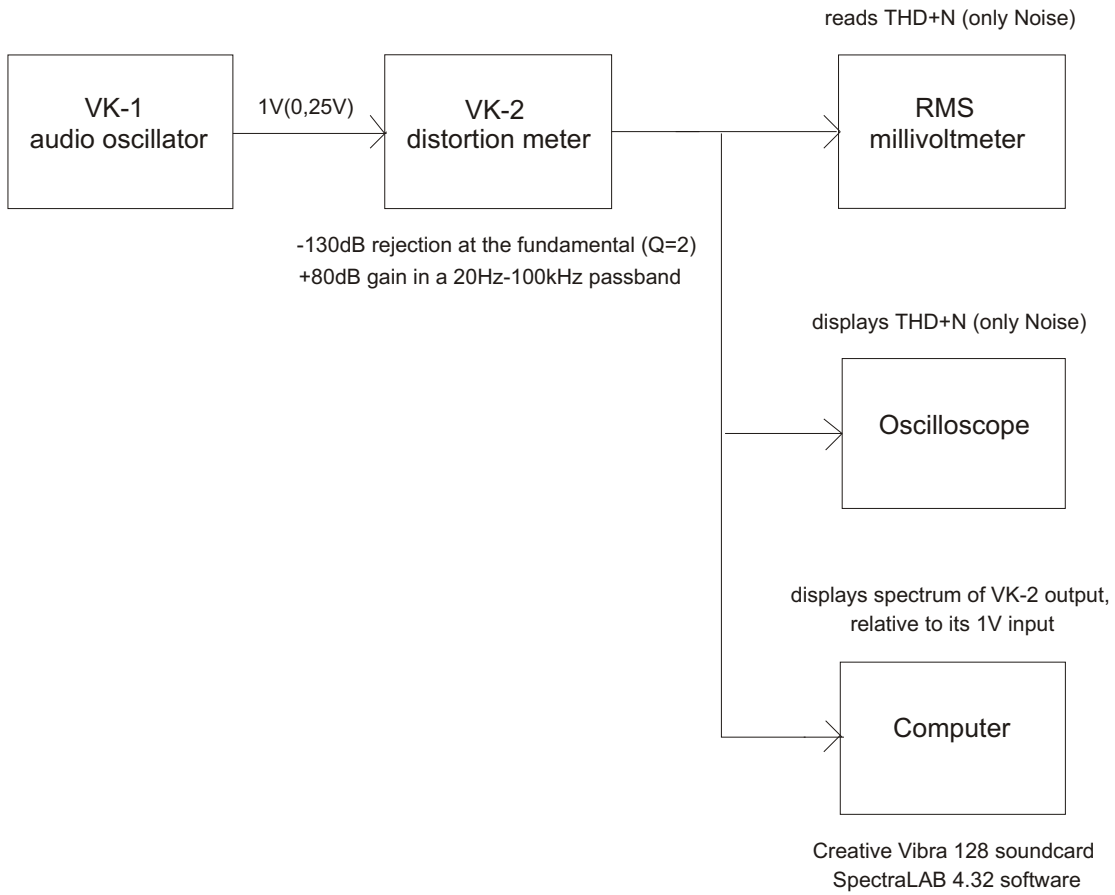 reads THD+N (only Noise)
VK-1
audio oscillator
1V(0,25V)
VK-2
distortion meter
RMS
millivoltmeter
-130dB rejection at the fundamental (Q=2)
+80dB gain in a 20Hz-100kHz passband
displays THD+N (only Noise)
Oscilloscope
displays spectrum of VK-2 output,
relative to its 1V input
Computer
Creative Vibra 128 soundcard
SpectraLAB 4.32 software